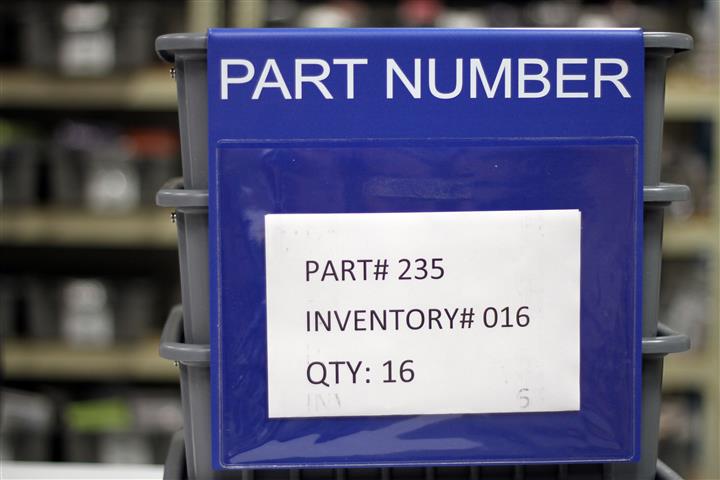 PART NUMBER
PART# 235
INVENTORY# 016
QTY: 16